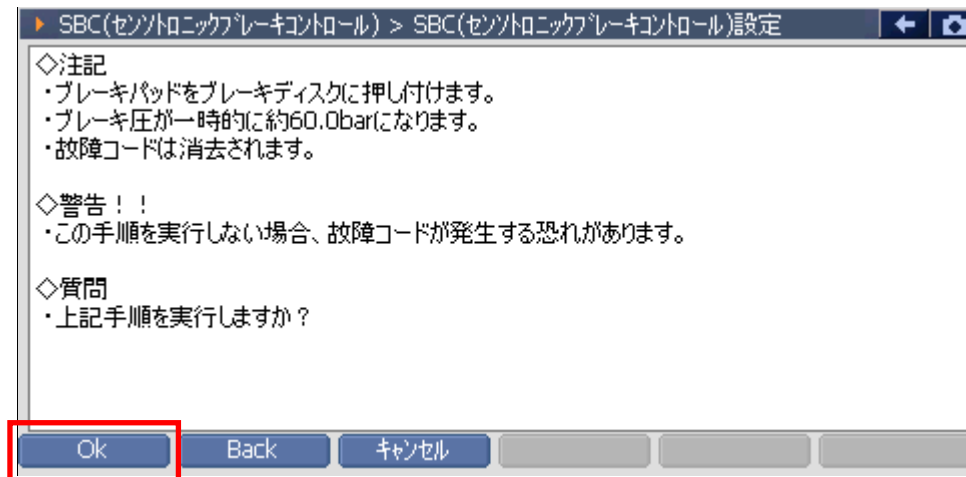 SBC(ｾﾝｿﾄﾛﾆｯｸﾌﾞﾚｰｷｺﾝﾄﾛｰﾙ) > SBC(ｾﾝｿﾄﾛﾆｯｸﾌﾞﾚｰｷｺﾝﾄﾛｰﾙ)設定
◇注記
・ブレーキパッドをブレーキディスクに押し付けます。
・ブレーキ圧が一時的に約60.0barになります。
・故障コードは消去されます。
◇警告！！
・この手順を実行しない場合、故障コードが発生する恐れがあります。
◇質問
・上記手順を実行しますか？
Ok Back ｷｬﾝｾﾙ